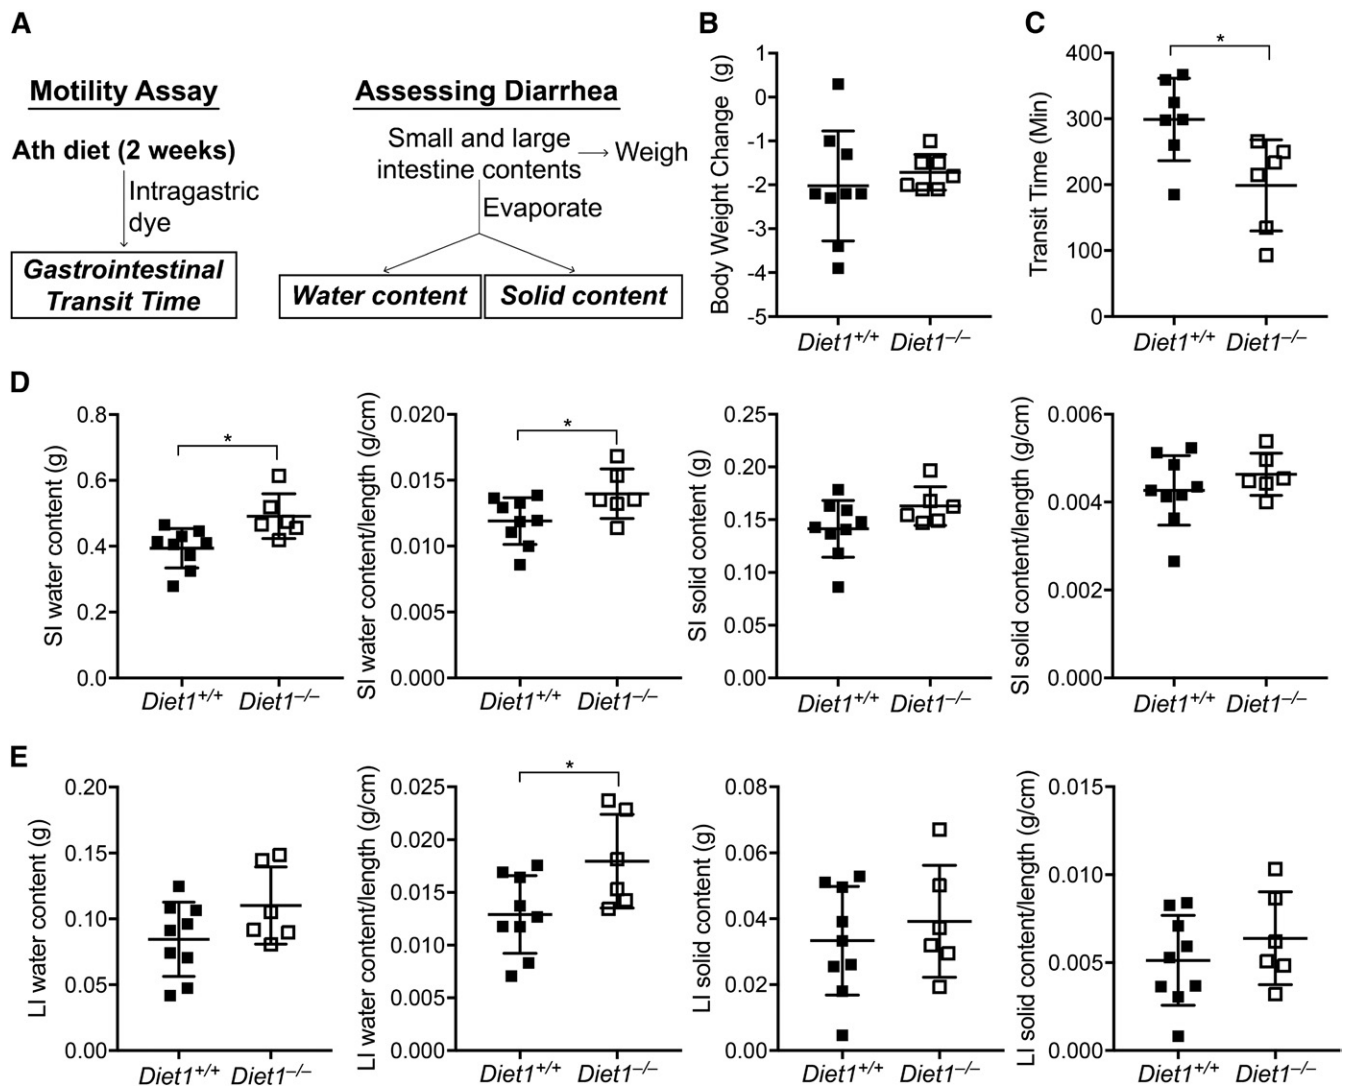 A
Motility Assay
Ath diet (2 weeks)
Intragastric
dye
Gastrointestinal
Transit Time
Assessing Diarrhea
Small and large
intestine contents
Weigh
Evaporate
Water content
Solid content
B
Body Weight Change (g)
1
0
-1
-2
-3
-4
-5
Diet1+/+ Diet1–/–
C
Transit Time (Min)
400
300
200
100
0
*
Diet1+/+ Diet1–/–
D
SI water content (g)
0.8
0.6
0.4
0.2
0.0
*
Diet1+/+ Diet1–/–
SI water content/length (g/cm)
0.020
0.015
0.010
0.005
0.000
*
Diet1+/+ Diet1–/–
SI solid content (g)
0.25
0.20
0.15
0.10
0.05
0.00
Diet1+/+ Diet1–/–
SI solid content/length (g/cm)
0.006
0.004
0.002
0.000
Diet1+/+ Diet1–/–
E
LI water content (g)
0.20
0.15
0.10
0.05
0.00
Diet1+/+ Diet1–/–
LI water content/length (g/cm)
0.025
0.020
0.015
0.010
0.005
0.000
*
Diet1+/+ Diet1–/–
LI solid content (g)
0.08
0.06
0.04
0.02
0.00
Diet1+/+ Diet1–/–
LI solid content/length (g/cm)
0.015
0.010
0.005
0.000
Diet1+/+ Diet1–/–